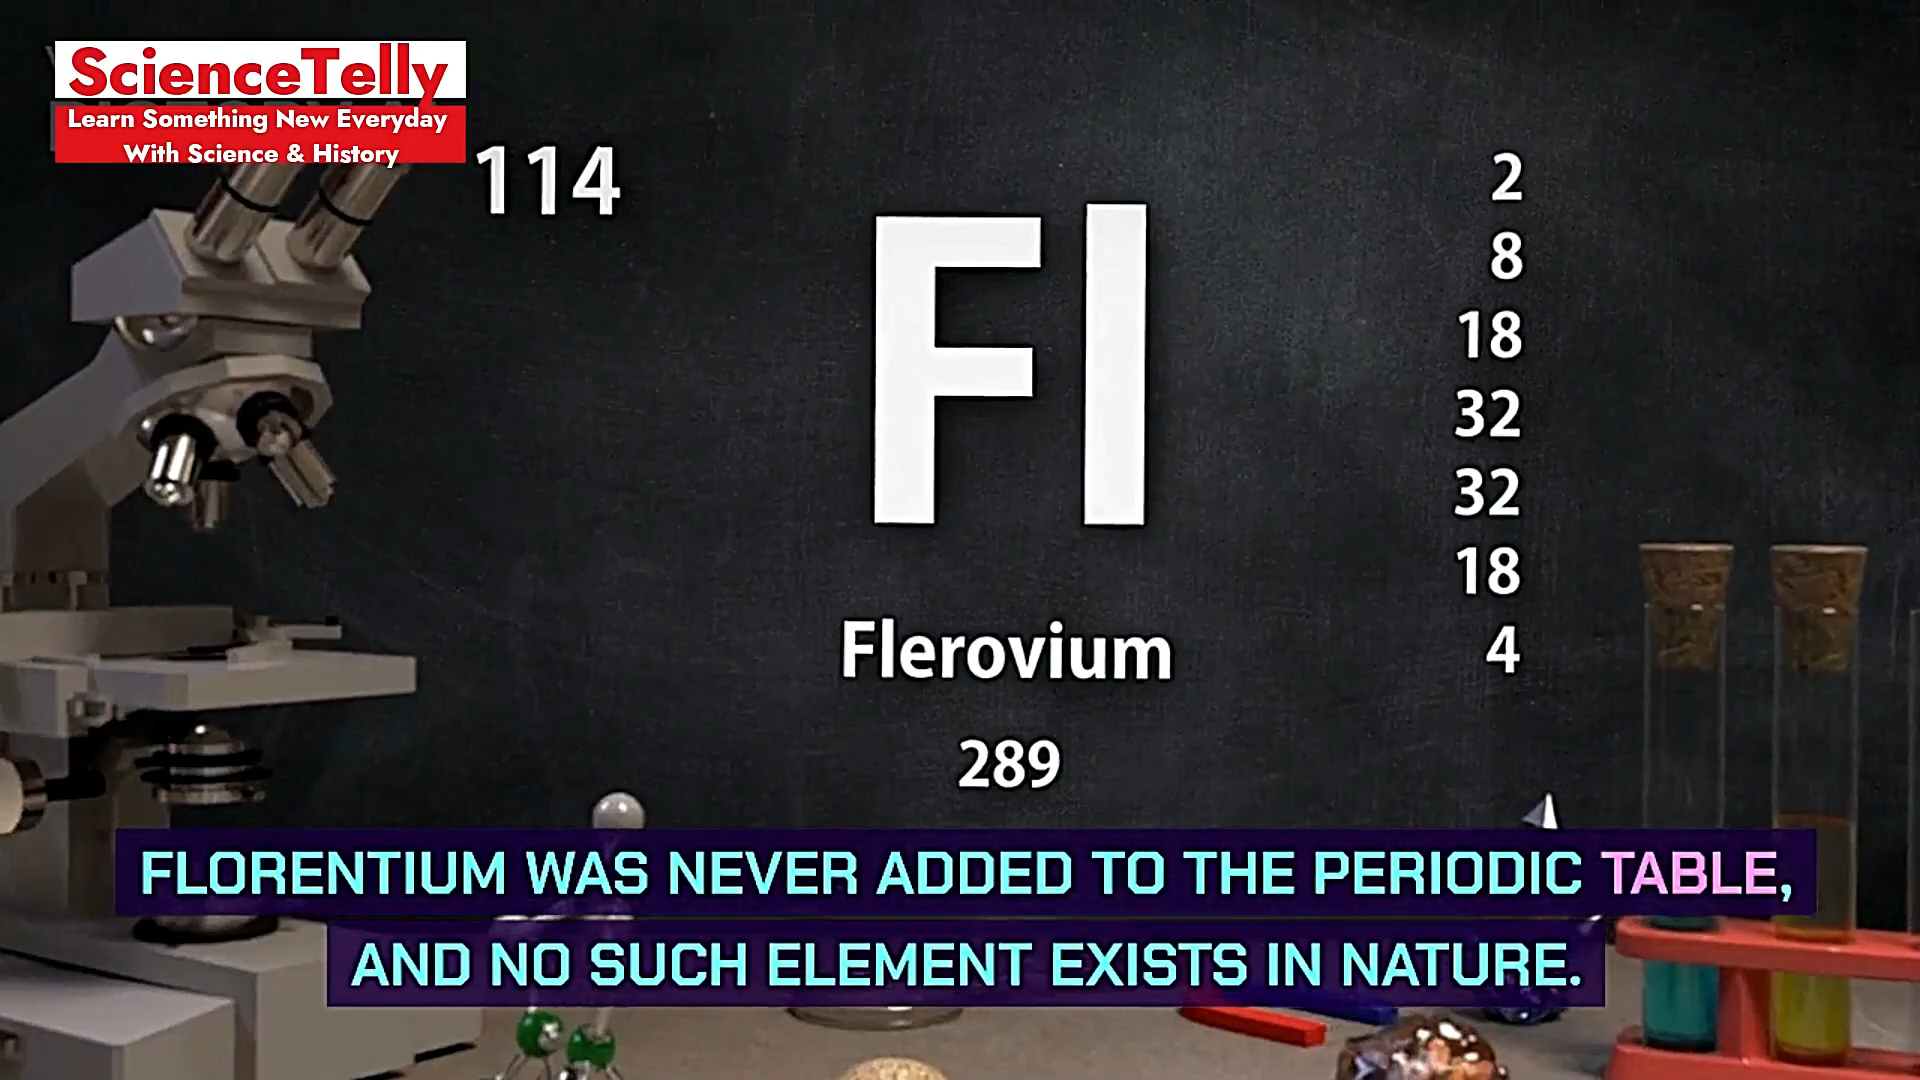 ScienceTelly
Learn Something New Everyday
With Science & History
114
Fl
Flerovium
289
2
8
18
32
32
18
4
FLORENTIUM WAS NEVER ADDED TO THE PERIODIC TABLE,
AND NO SUCH ELEMENT EXISTS IN NATURE.